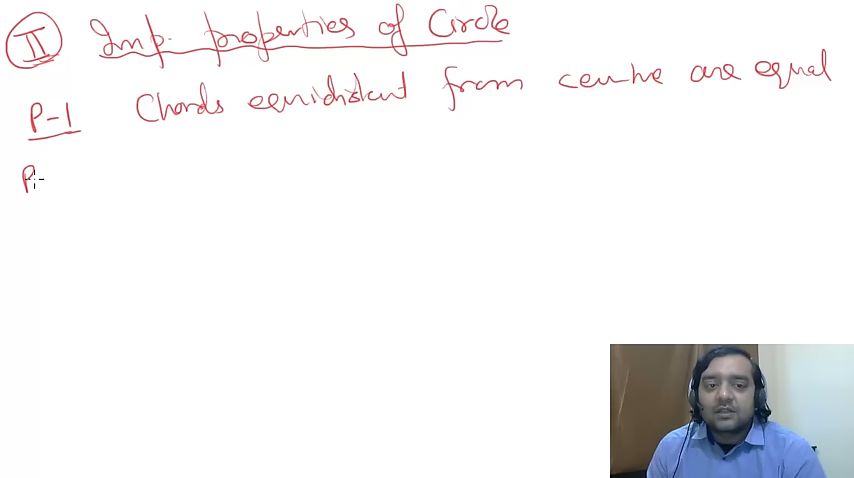 II Imp. properties of Circle
P-1 Chords equidistant from centre are equal
P